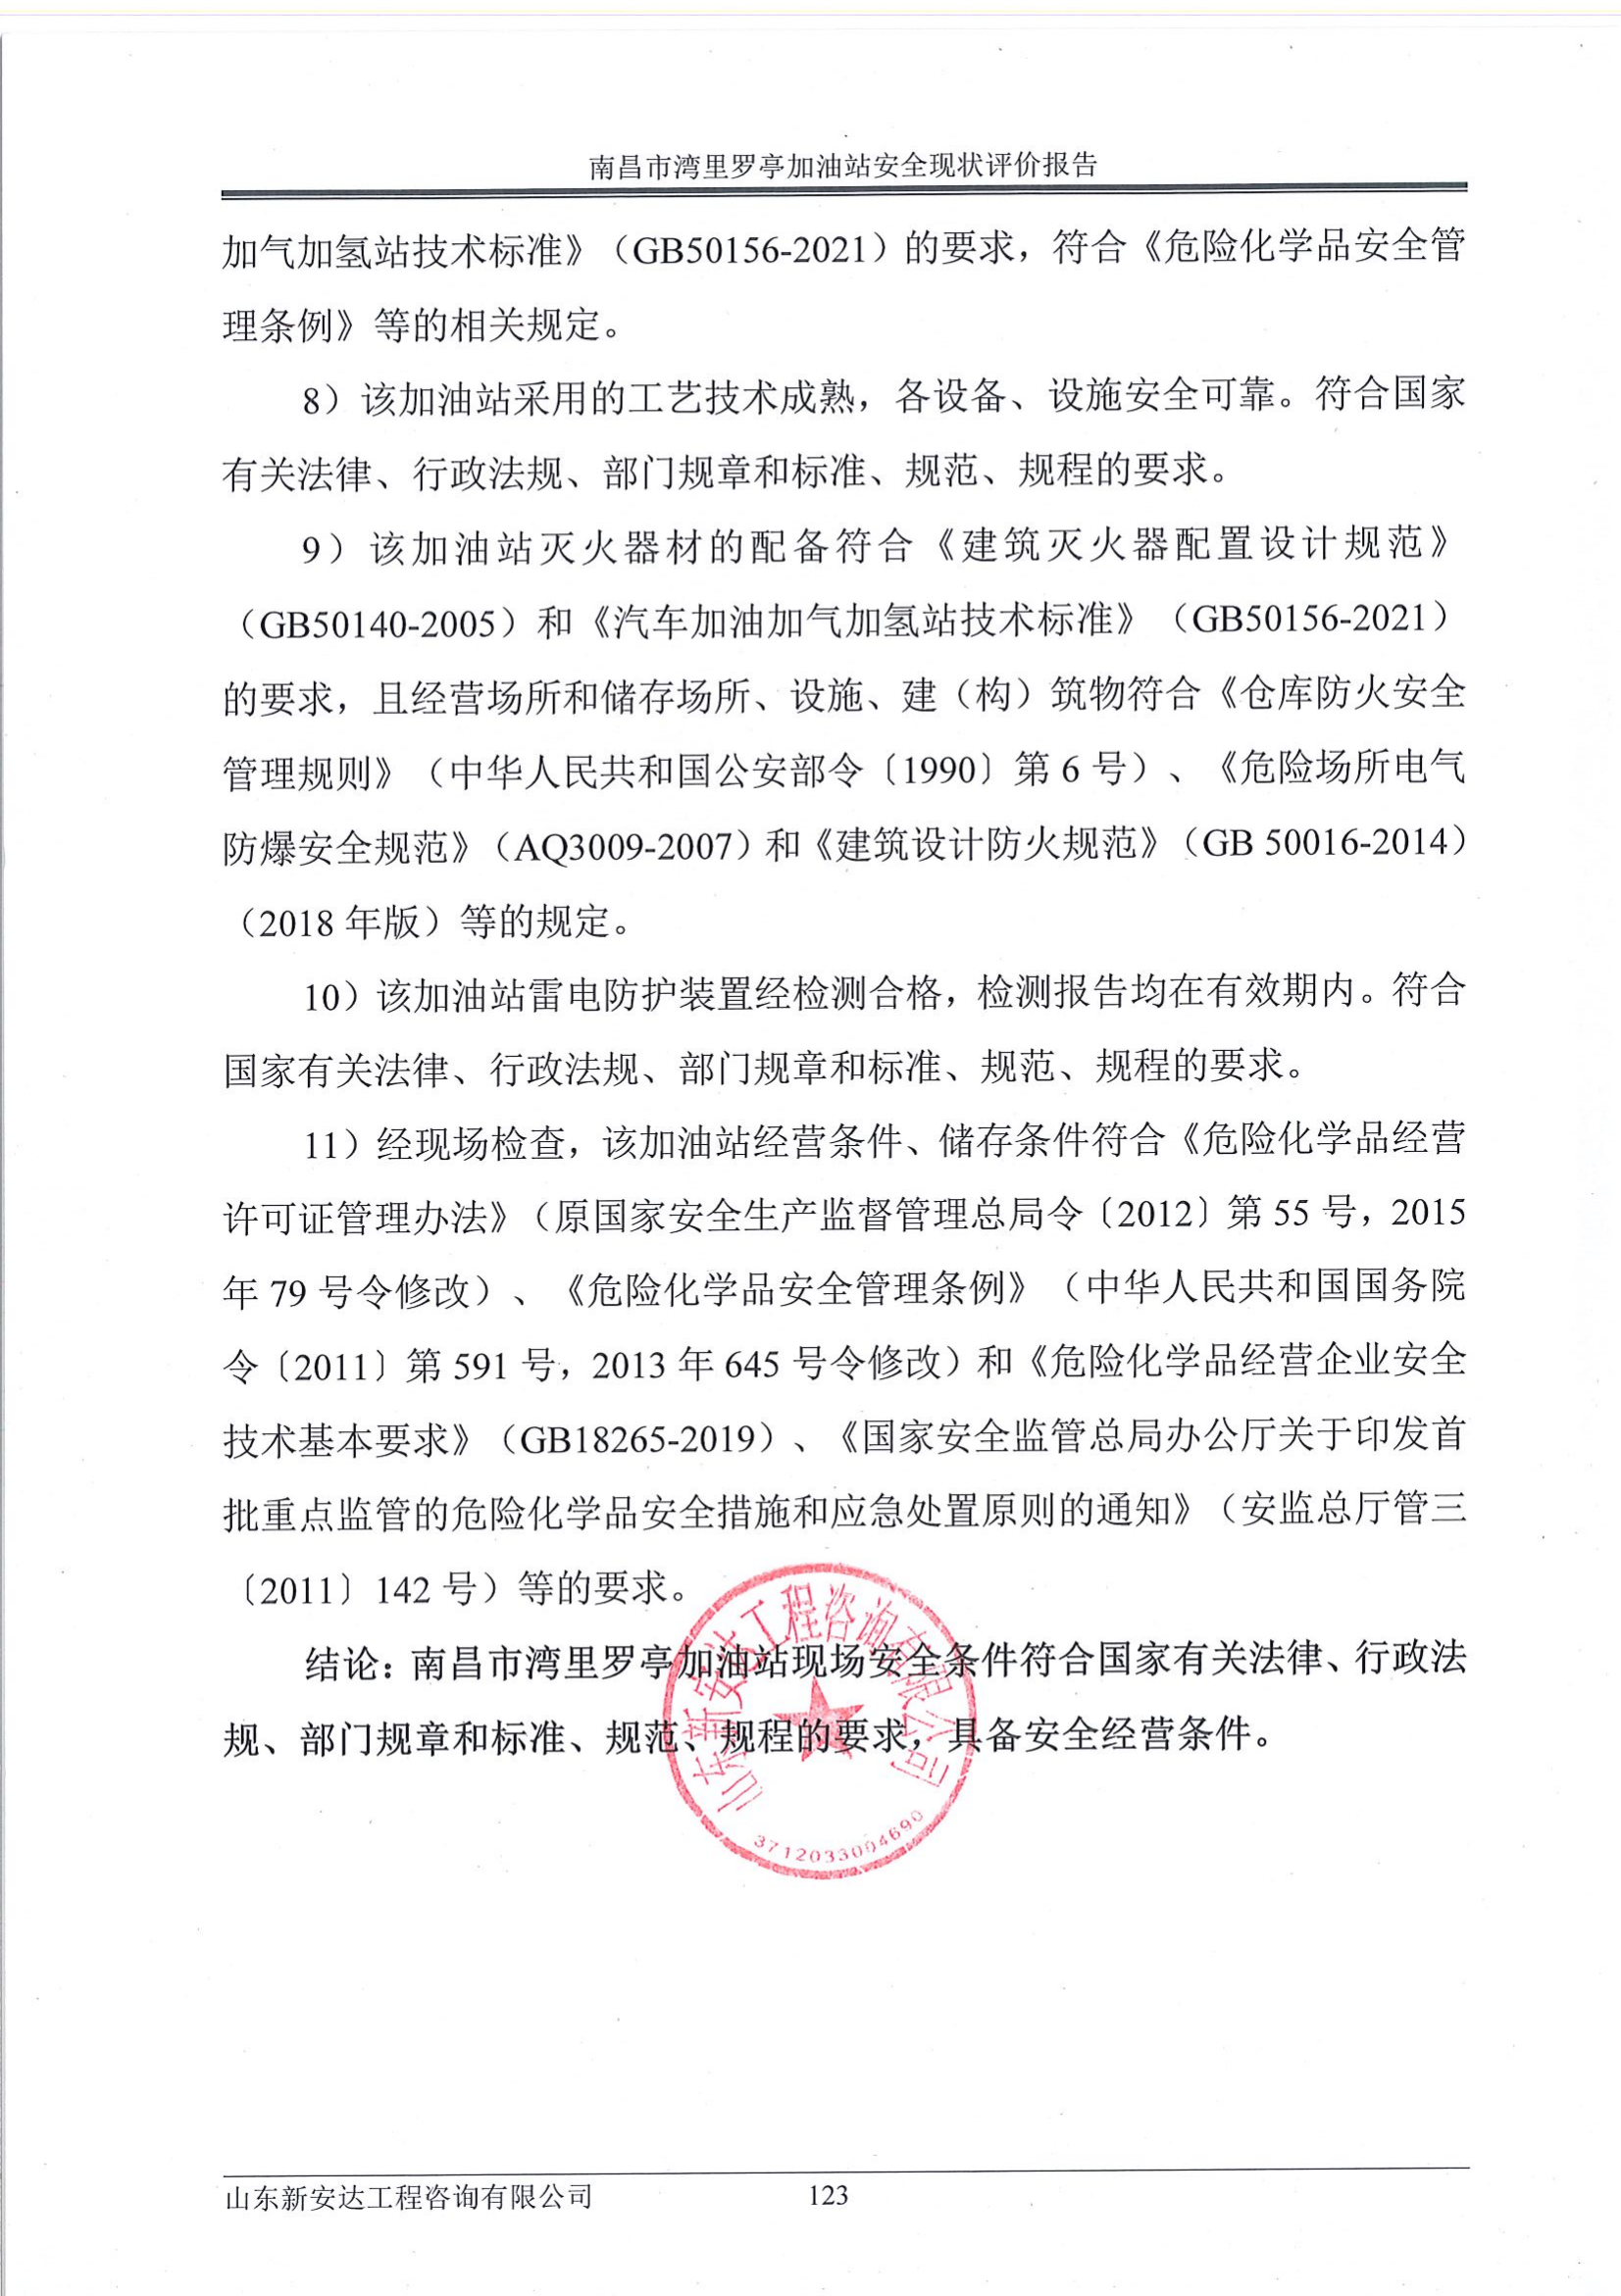 南昌市湾里罗亭加油站安全现状评价报告
加气加氢站技术标准》（GB50156-2021）的要求，符合《危险化学品安全管
理条例》等的相关规定。
8）该加油站采用的工艺技术成熟，各设备、设施安全可靠。符合国家
有关法律、行政法规、部门规章和标准、规范、规程的要求。
9）该加油站灭火器材的配备符合《建筑灭火器配置设计规范》
（GB50140-2005）和《汽车加油加气加氢站技术标准》（GB50156-2021）
的要求，且经营场所和储存场所、设施、建（构）筑物符合《仓库防火安全
管理规则》（中华人民共和国公安部令〔1990〕第 6 号）、《危险场所电气
防爆安全规范》（AQ3009-2007）和《建筑设计防火规范》（GB 50016-2014）
（2018 年版）等的规定。
10）该加油站雷电防护装置经检测合格，检测报告均在有效期内。符合
国家有关法律、行政法规、部门规章和标准、规范、规程的要求。
11）经现场检查，该加油站经营条件、储存条件符合《危险化学品经营
许可证管理办法》（原国家安全生产监督管理总局令〔2012〕第 55 号，2015
年 79 号令修改）、《危险化学品安全管理条例》（中华人民共和国国务院
令〔2011〕第 591 号，2013 年 645 号令修改）和《危险化学品经营企业安全
技术基本要求》（GB18265-2019）、《国家安全监管总局办公厅关于印发首
批重点监管的危险化学品安全措施和应急处置原则的通知》（安监总厅管三
〔2011〕142 号）等的要求。
结论：南昌市湾里罗亭加油站现场安全条件符合国家有关法律、行政法
规、部门规章和标准、规范、规程的要求，具备安全经营条件。
山东新安达工程咨询有限公司
3712033004690
山东新安达工程咨询有限公司
123